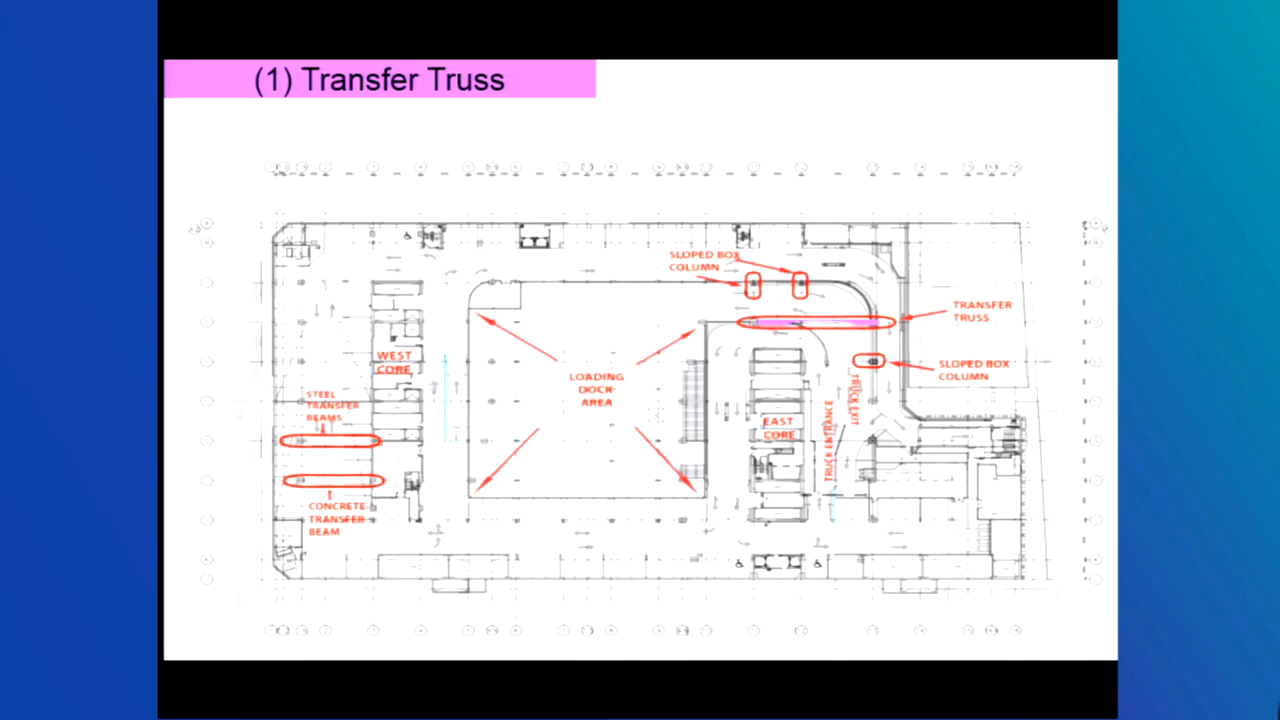 (1) Transfer Truss
SLOPED BOX
COLUMN
TRANSFER
TRUSS
WEST
CORE
LOADING
DOCK
AREA
SLOPED BOX
COLUMN
STEEL
TRANSFER
BEAMS
EAST
CORE
TRUCK ENTRANCE
TRUCK EXIT
CONCRETE
TRANSFER
BEAM